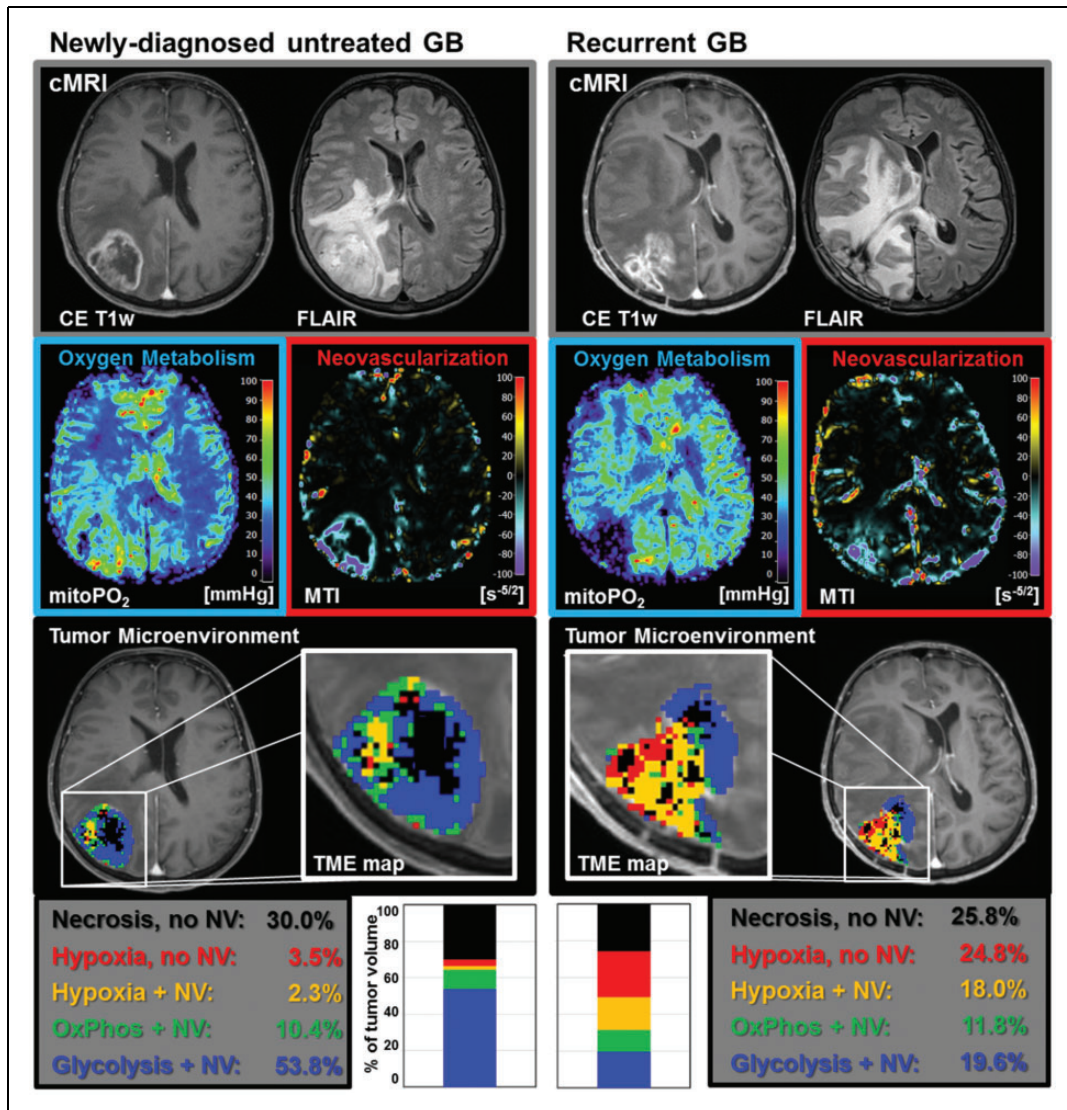 Newly-diagnosed untreated GB
cMRI
CE T1w
FLAIR
Recurrent GB
cMRI
CE T1w
FLAIR
Oxygen Metabolism
100
90
80
70
60
50
40
30
20
10
0
mitoPO₂ [mmHg]
Neovascularization
100
80
60
40
20
0
-20
-40
-60
-80
-100
MTI [s⁻⁵/²]
Oxygen Metabolism
100
90
80
70
60
50
40
30
20
10
0
mitoPO₂ [mmHg]
Neovascularization
100
80
60
40
20
0
-20
-40
-60
-80
-100
MTI [s⁻⁵/²]
Tumor Microenvironment
TME map
Tumor Microenvironment
TME map
Necrosis, no NV: 30.0%
Hypoxia, no NV: 3.5%
Hypoxia + NV: 2.3%
OxPhos + NV: 10.4%
Glycolysis + NV: 53.8%
% of tumor volume
100
80
60
40
20
0
Necrosis, no NV: 25.8%
Hypoxia, no NV: 24.8%
Hypoxia + NV: 18.0%
OxPhos + NV: 11.8%
Glycolysis + NV: 19.6%